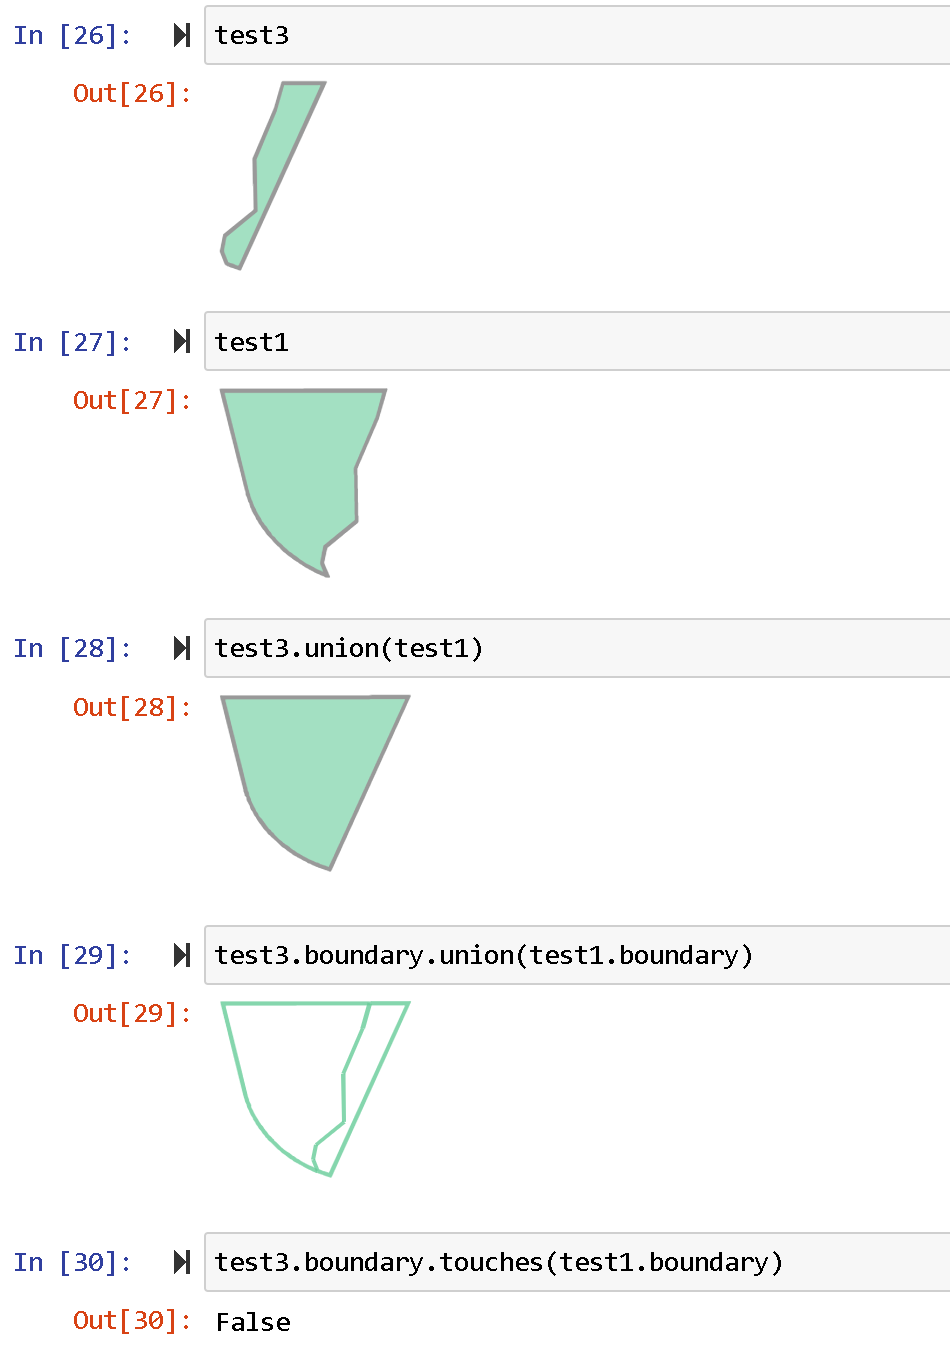 In [26]: test3
Out[26]:
In [27]: test1
Out[27]:
In [28]: test3.union(test1)
Out[28]:
In [29]: test3.boundary.union(test1.boundary)
Out[29]:
In [30]: test3.boundary.touches(test1.boundary)
Out[30]: False